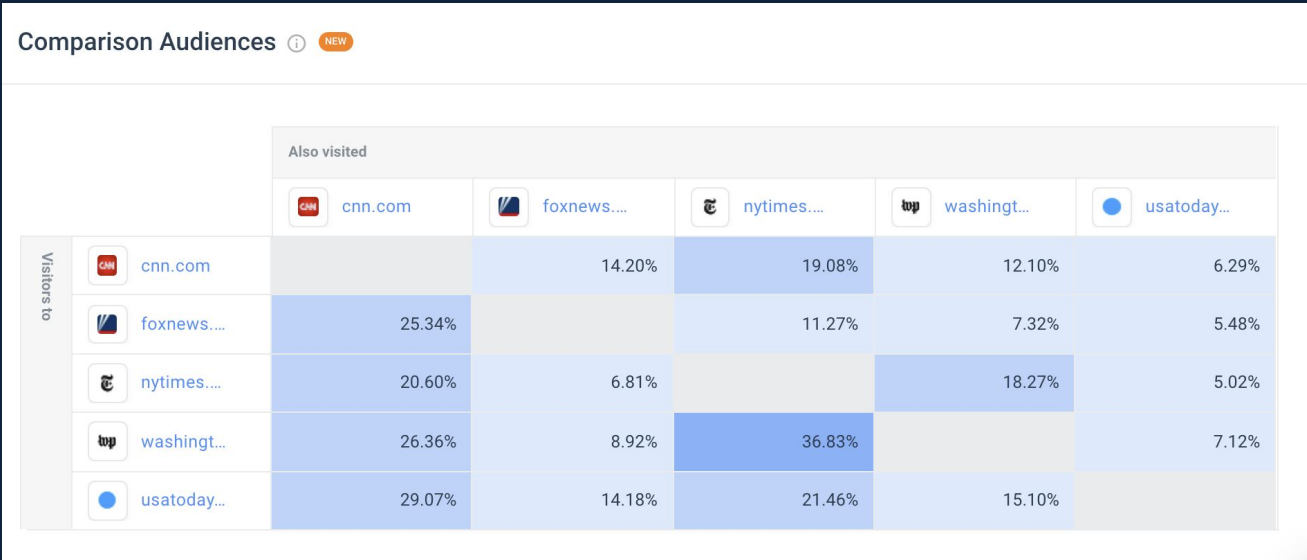 Comparison Audiences NEW
Also visited
cnn.com foxnews.... nytimes.... washingt... usatoday...
Visitors to
cnn.com 14.20% 19.08% 12.10% 6.29%
foxnews.... 25.34% 11.27% 7.32% 5.48%
nytimes.... 20.60% 6.81% 18.27% 5.02%
washingt... 26.36% 8.92% 36.83% 7.12%
usatoday... 29.07% 14.18% 21.46% 15.10%